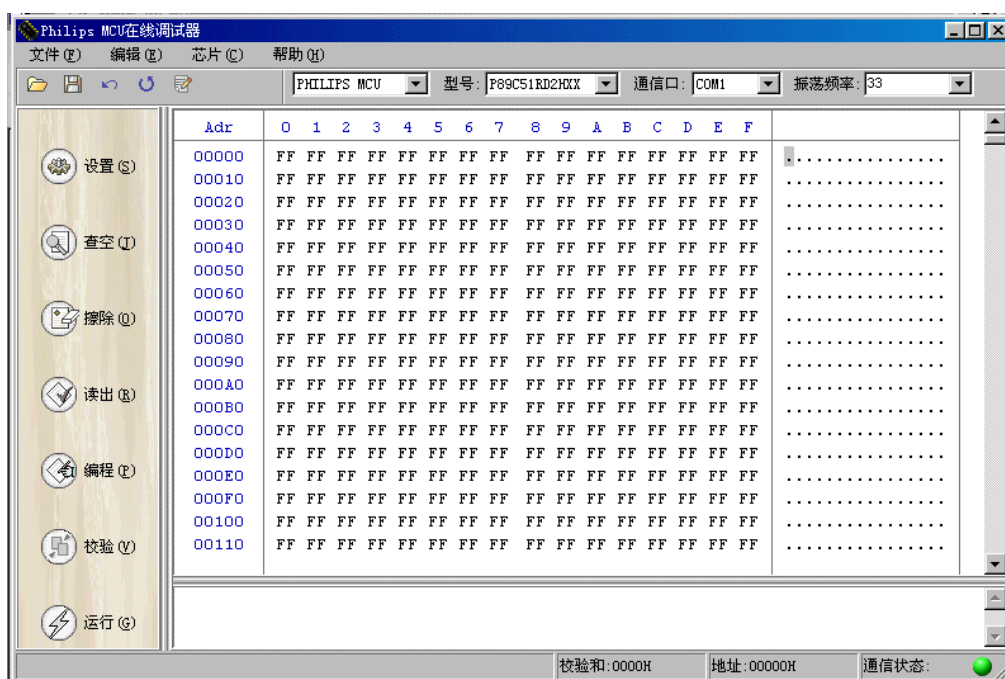 Philips MCU在线调试器
文件(F) 编辑(E) 芯片(C) 帮助(H)
PHILIPS MCU 型号: P89C51RD2HXX 通信口: COM1 振荡频率: 33
设置(S)
查空(T)
擦除(O)
读出(R)
编程(P)
校验(V)
运行(G)
Adr 0 1 2 3 4 5 6 7 8 9 A B C D E F
00000 FF FF FF FF FF FF FF FF FF FF FF FF FF FF FF FF ................
00010 FF FF FF FF FF FF FF FF FF FF FF FF FF FF FF FF ................
00020 FF FF FF FF FF FF FF FF FF FF FF FF FF FF FF FF ................
00030 FF FF FF FF FF FF FF FF FF FF FF FF FF FF FF FF ................
00040 FF FF FF FF FF FF FF FF FF FF FF FF FF FF FF FF ................
00050 FF FF FF FF FF FF FF FF FF FF FF FF FF FF FF FF ................
00060 FF FF FF FF FF FF FF FF FF FF FF FF FF FF FF FF ................
00070 FF FF FF FF FF FF FF FF FF FF FF FF FF FF FF FF ................
00080 FF FF FF FF FF FF FF FF FF FF FF FF FF FF FF FF ................
00090 FF FF FF FF FF FF FF FF FF FF FF FF FF FF FF FF ................
000A0 FF FF FF FF FF FF FF FF FF FF FF FF FF FF FF FF ................
000B0 FF FF FF FF FF FF FF FF FF FF FF FF FF FF FF FF ................
000C0 FF FF FF FF FF FF FF FF FF FF FF FF FF FF FF FF ................
000D0 FF FF FF FF FF FF FF FF FF FF FF FF FF FF FF FF ................
000E0 FF FF FF FF FF FF FF FF FF FF FF FF FF FF FF FF ................
000F0 FF FF FF FF FF FF FF FF FF FF FF FF FF FF FF FF ................
00100 FF FF FF FF FF FF FF FF FF FF FF FF FF FF FF FF ................
00110 FF FF FF FF FF FF FF FF FF FF FF FF FF FF FF FF ................
校验和:0000H 地址:00000H 通信状态: